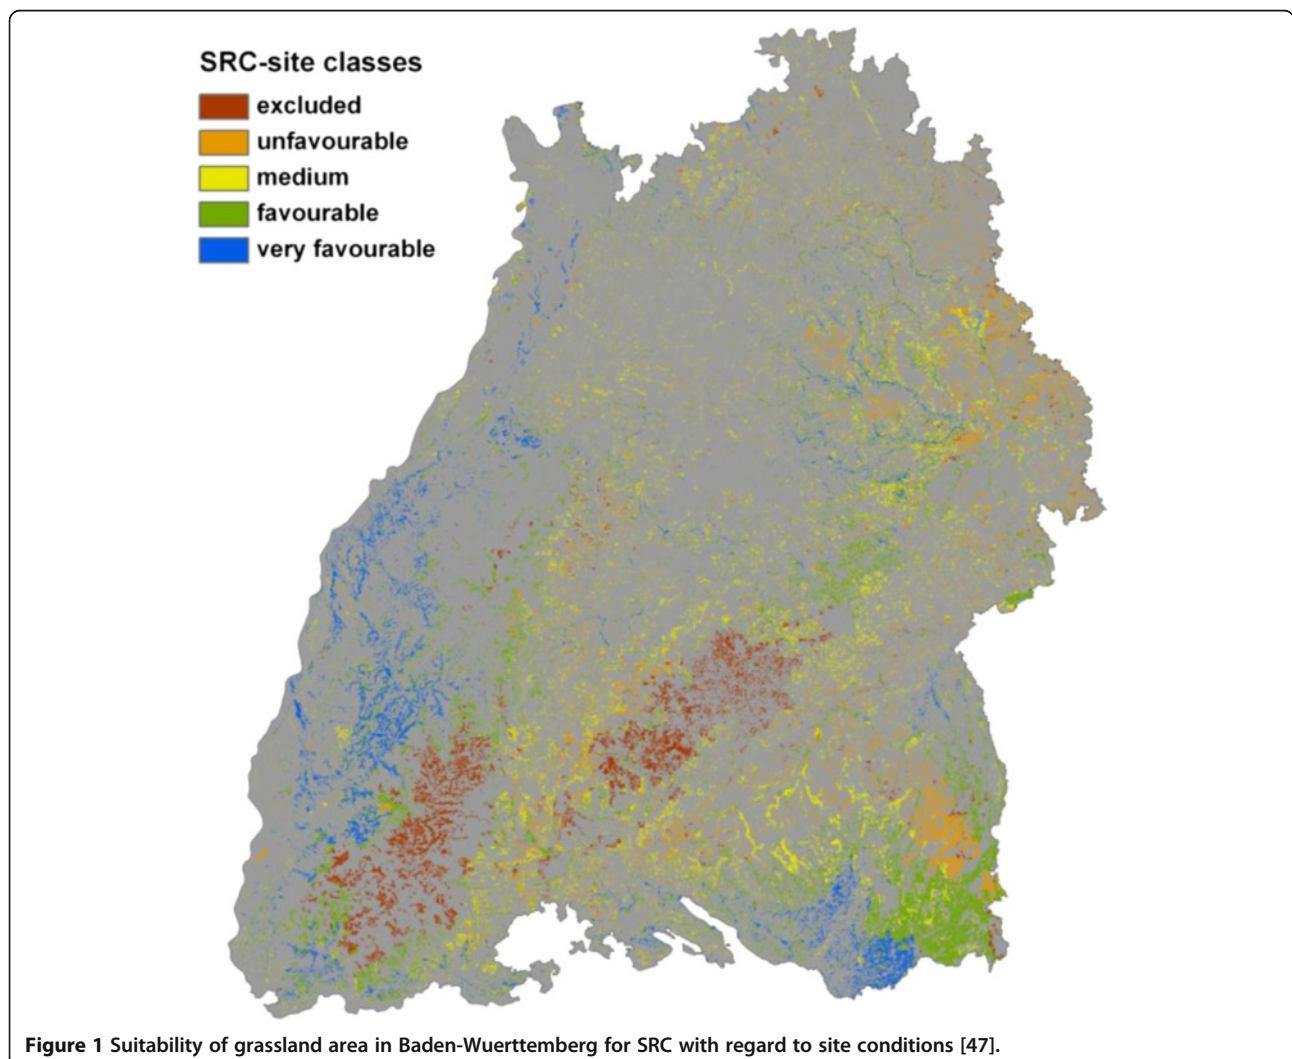 SRC-site classes
excluded
unfavourable
medium
favourable
very favourable
Figure 1 Suitability of grassland area in Baden-Wuerttemberg for SRC with regard to site conditions [47].